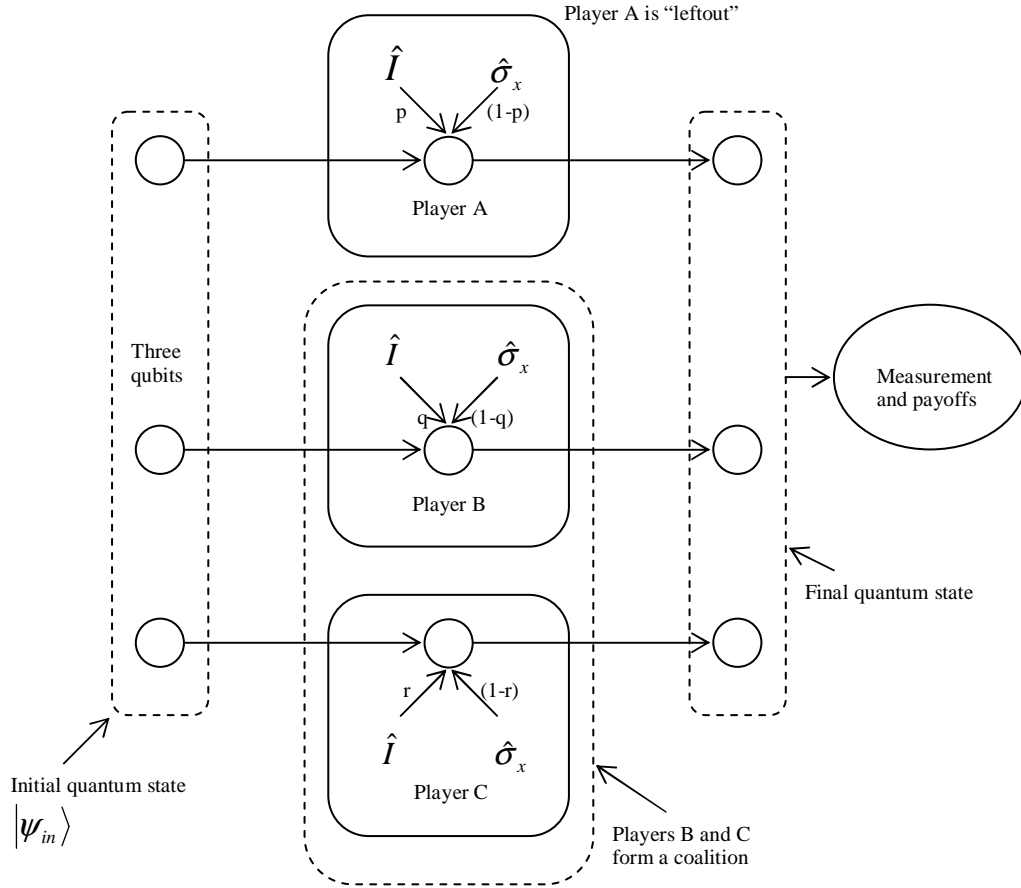 Player A is “leftout”
Î σ̂ₓ
p (1-p)
Player A
Three
qubits
Î σ̂ₓ
q (1-q)
Player B
Measurement
and payoffs
Final quantum state
r (1-r)
Î σ̂ₓ
Player C
Initial quantum state
|ψ_in⟩
Players B and C
form a coalition